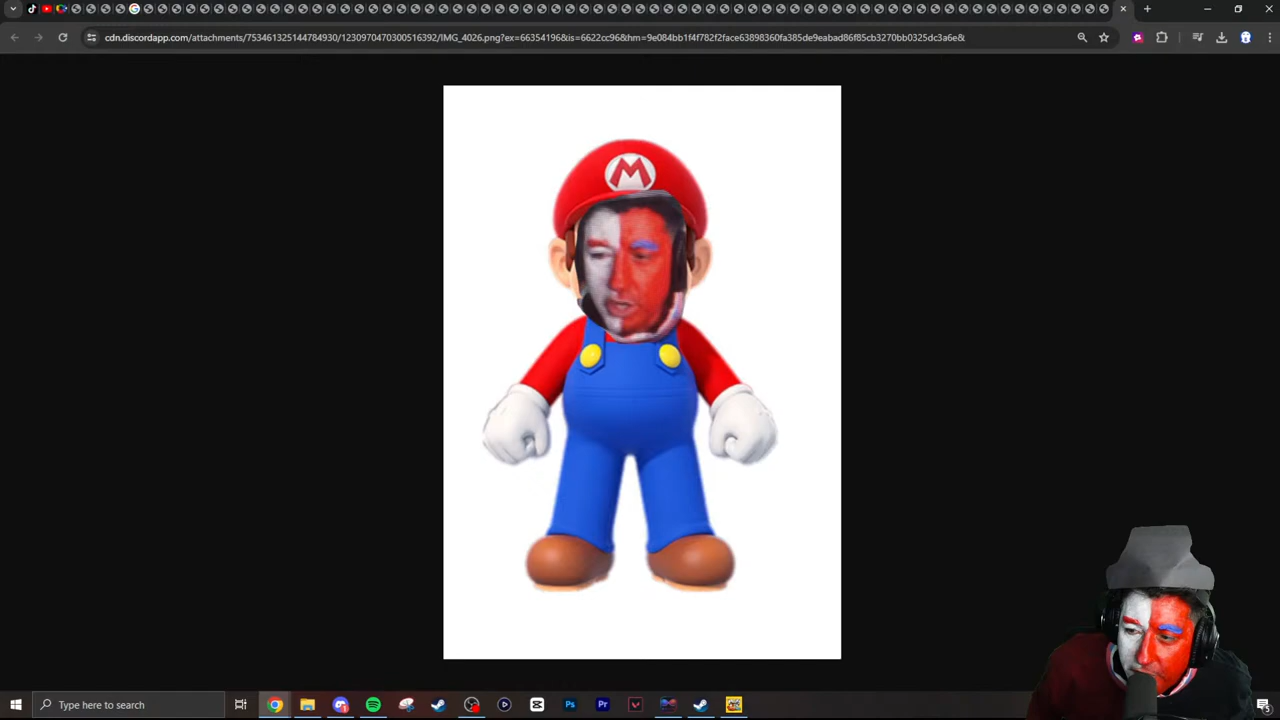 cdn.discordapp.com/attachments/753461325144784930/1230970470300516392/IMG_4026.png?ex=66354196&is=6622cc96&hm=9e084bb1f4f782f2face63898360fa385de9eabad86f85cb3270bb0325dc3a6e&
M
Type here to search